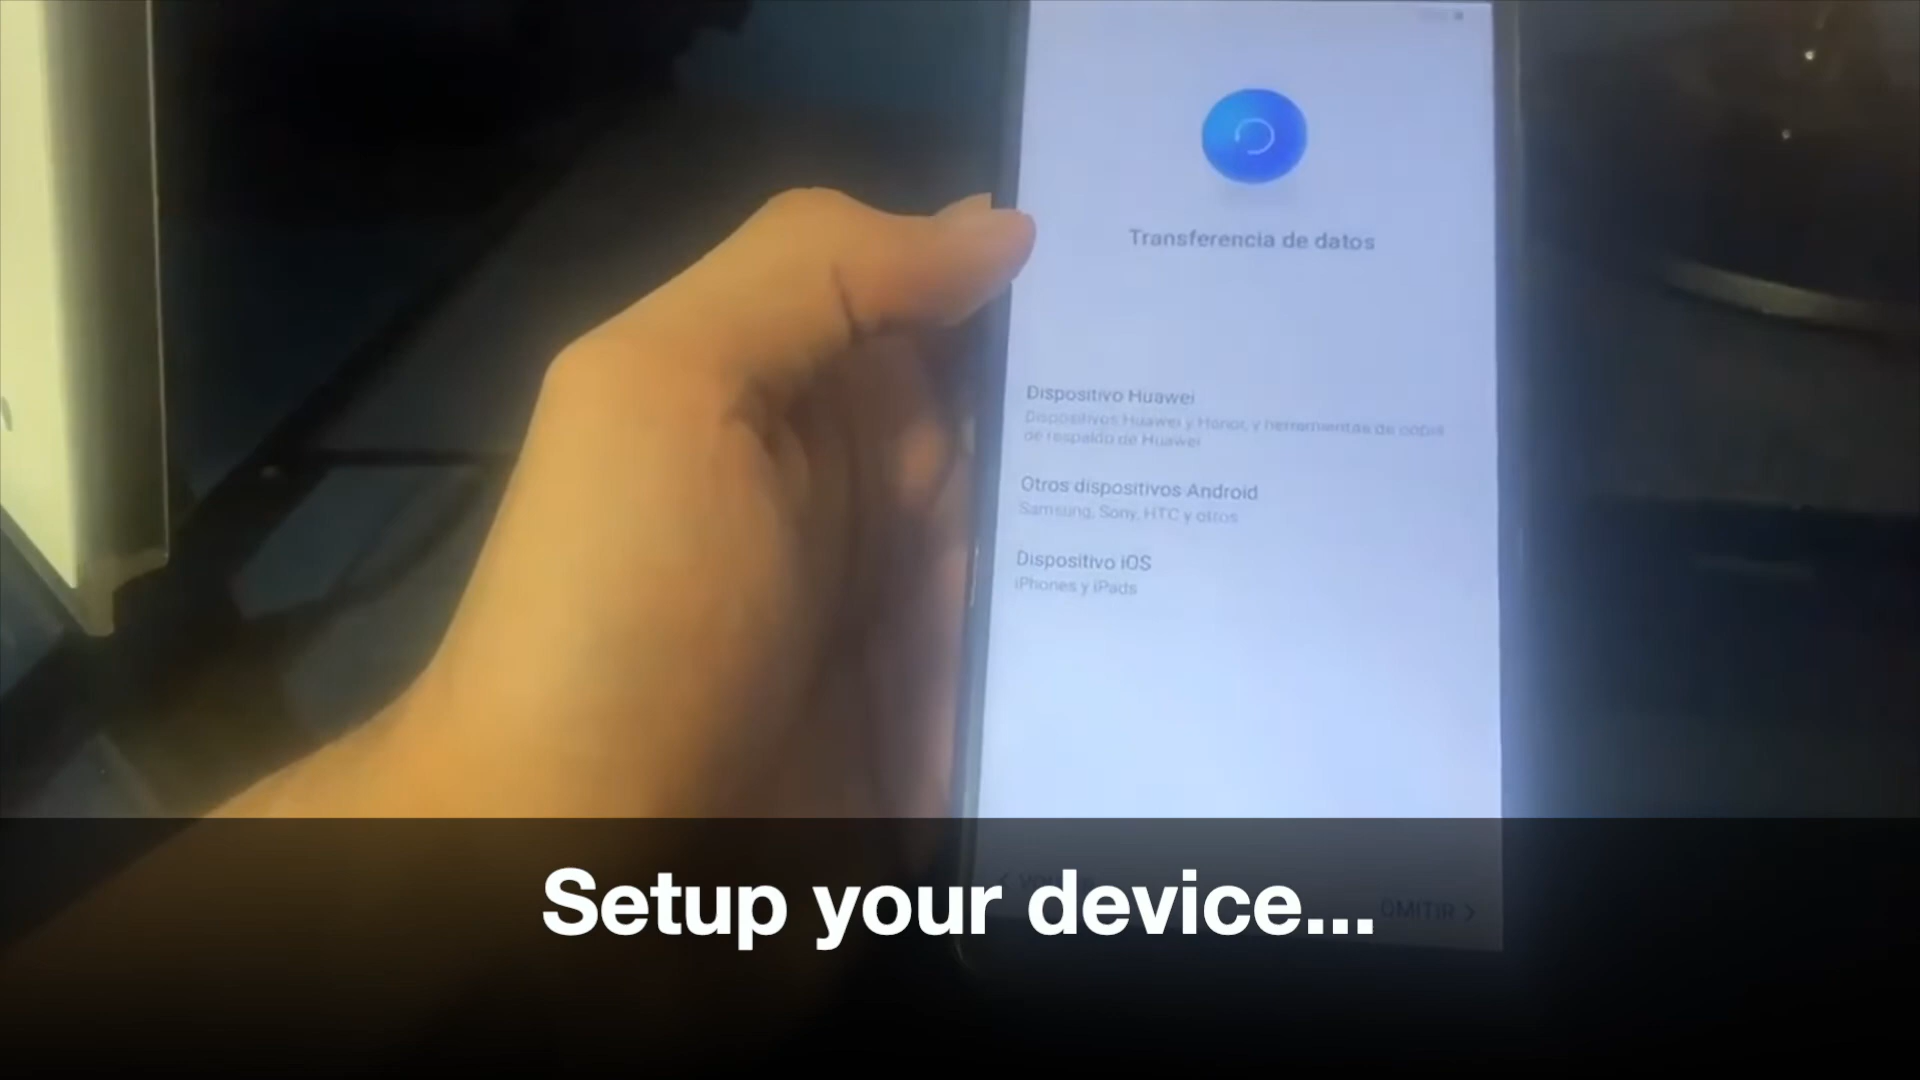 Transferencia de datos
Dispositivo Huawei
Dispositivos Huawei y Honor, y herramientas de copia
de respaldo de Huawei
Otros dispositivos Android
Samsung, Sony, HTC y otros
Dispositivo iOS
iPhones y iPads
OMITIR
Setup your device...